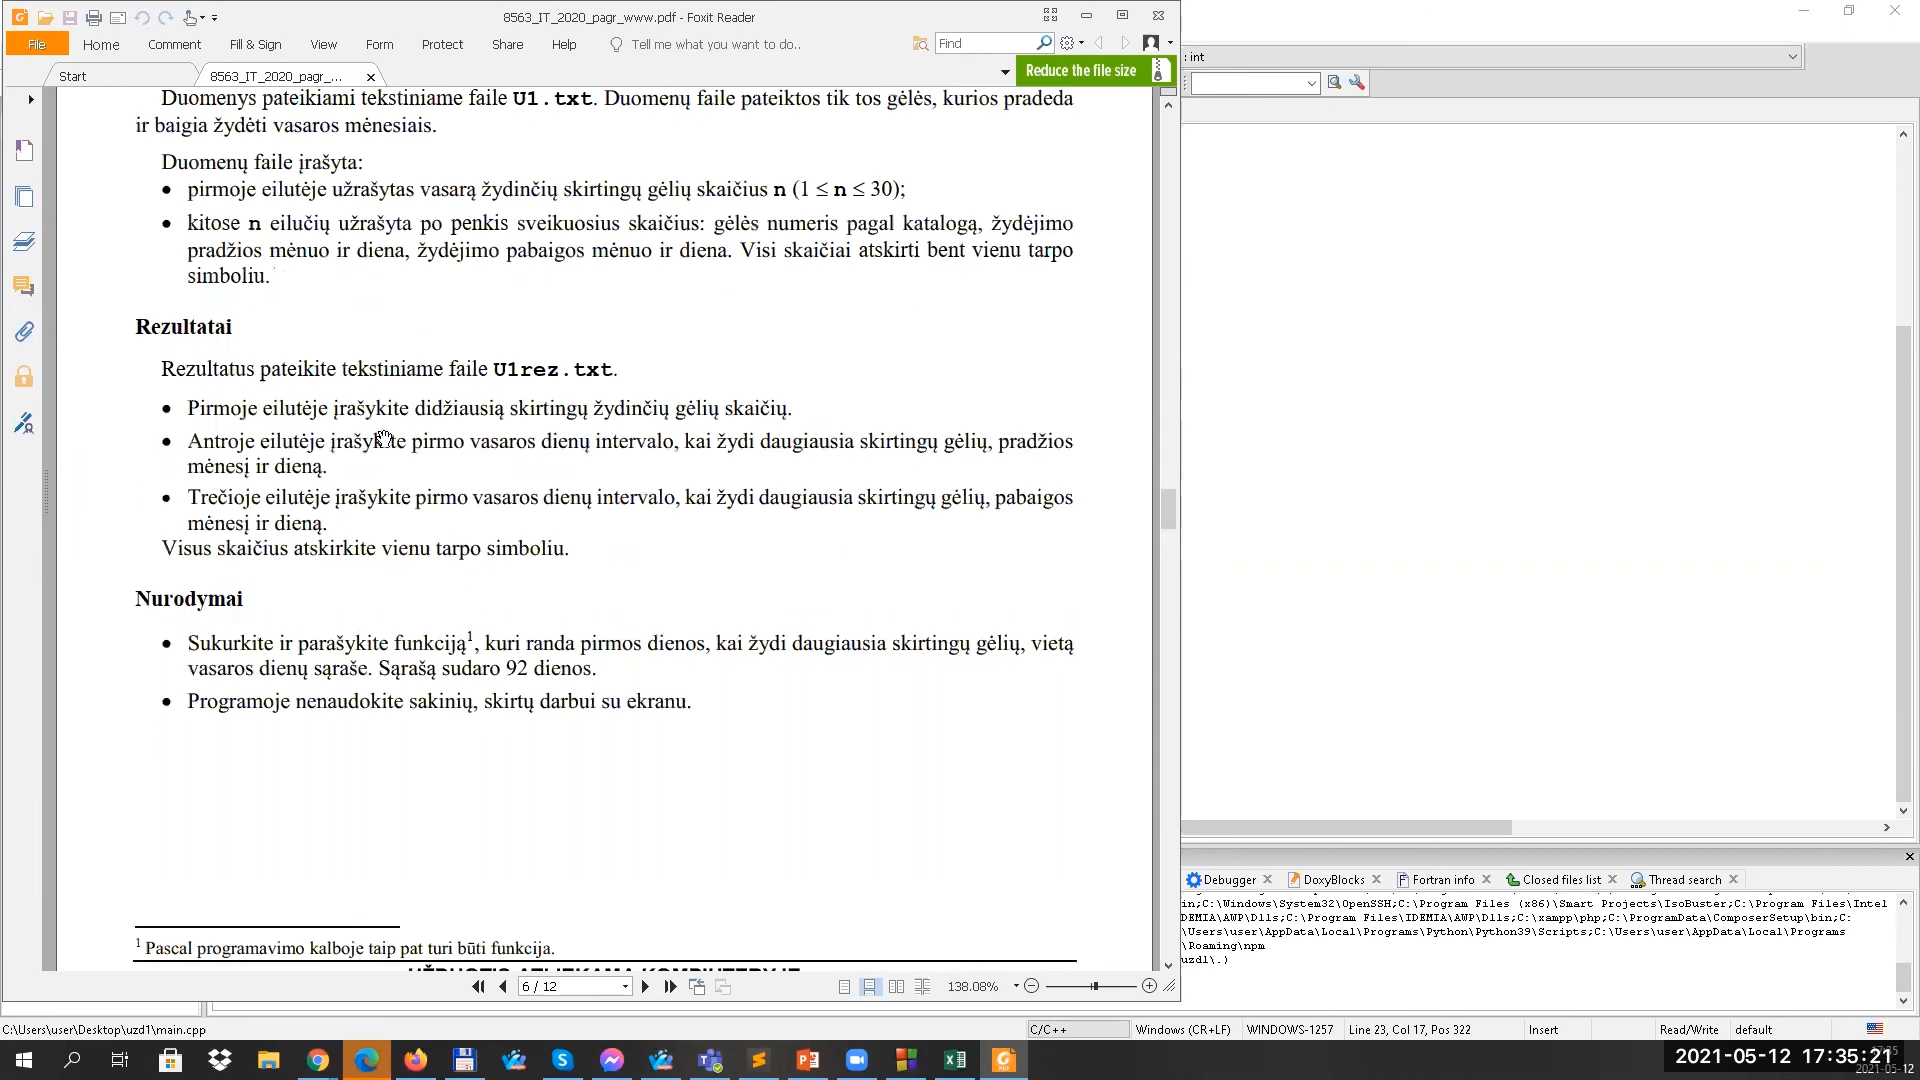 8563_IT_2020_pagr_www.pdf - Foxit Reader
File Home Comment Fill & Sign View Form Protect Share Help Tell me what you want to do.. Find
: int
Start 8563_IT_2020_pagr_... Reduce the file size
Duomenys pateikiami tekstiniame faile U1.txt. Duomenų faile pateiktos tik tos gėlės, kurios pradeda
ir baigia žydėti vasaros mėnesiais.
Duomenų faile įrašyta:
• pirmoje eilutėje užrašytas vasarą žydinčių skirtingų gėlių skaičius n (1 ≤ n ≤ 30);
• kitose n eilučių užrašyta po penkis sveikuosius skaičius: gėlės numeris pagal katalogą, žydėjimo
pradžios mėnuo ir diena, žydėjimo pabaigos mėnuo ir diena. Visi skaičiai atskirti bent vienu tarpo
simboliu.
Rezultatai
Rezultatus pateikite tekstiniame faile U1rez.txt.
• Pirmoje eilutėje įrašykite didžiausią skirtingų žydinčių gėlių skaičių.
• Antroje eilutėje įrašykite pirmo vasaros dienų intervalo, kai žydi daugiausia skirtingų gėlių, pradžios
mėnesį ir dieną.
• Trečioje eilutėje įrašykite pirmo vasaros dienų intervalo, kai žydi daugiausia skirtingų gėlių, pabaigos
mėnesį ir dieną.
Visus skaičius atskirkite vienu tarpo simboliu.
Nurodymai
• Sukurkite ir parašykite funkciją¹, kuri randa pirmos dienos, kai žydi daugiausia skirtingų gėlių, vietą
vasaros dienų sąraše. Sąrašą sudaro 92 dienos.
• Programoje nenaudokite sakinių, skirtų darbui su ekranu.
¹ Pascal programavimo kalboje taip pat turi būti funkcija.
6 / 12 138.08%
Debugger DoxyBlocks Fortran info Closed files list Thread search
in;C:\Windows\System32\OpenSSH;C:\Program Files (x86)\Smart Projects\IsoBuster;C:\Program Files\Intel
DEMIA\AWP\Dlls;C:\Program Files\IDEMIA\AWP\Dlls;C:\xampp\php;C:\ProgramData\ComposerSetup\bin;C:
\Users\user\AppData\Local\Programs\Python\Python39\Scripts;C:\Users\user\AppData\Local\Programs
\Roaming\npm
uzd1\.)
C:\Users\user\Desktop\uzd1\main.cpp C/C++ Windows (CR+LF) WINDOWS-1257 Line 23, Col 17, Pos 322 Insert Read/Write default
2021-05-12 17:35:21
2021-05-12